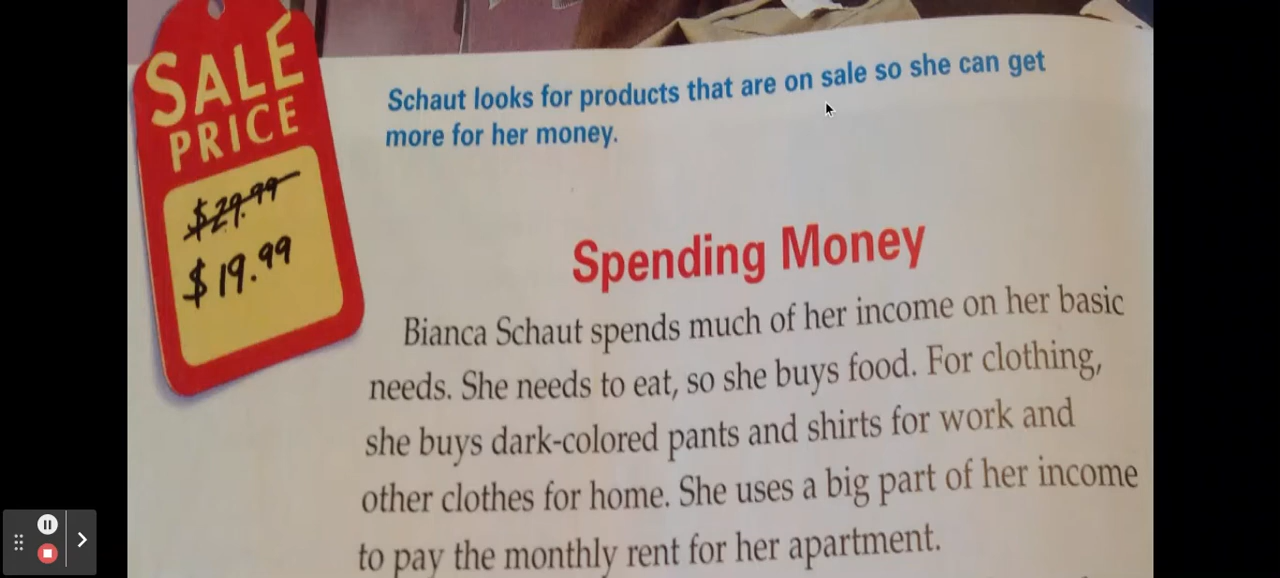 SALE
PRICE
$29.99
$19.99
Schaut looks for products that are on sale so she can get
more for her money.
Spending Money
Bianca Schaut spends much of her income on her basic
needs. She needs to eat, so she buys food. For clothing,
she buys dark-colored pants and shirts for work and
other clothes for home. She uses a big part of her income
to pay the monthly rent for her apartment.